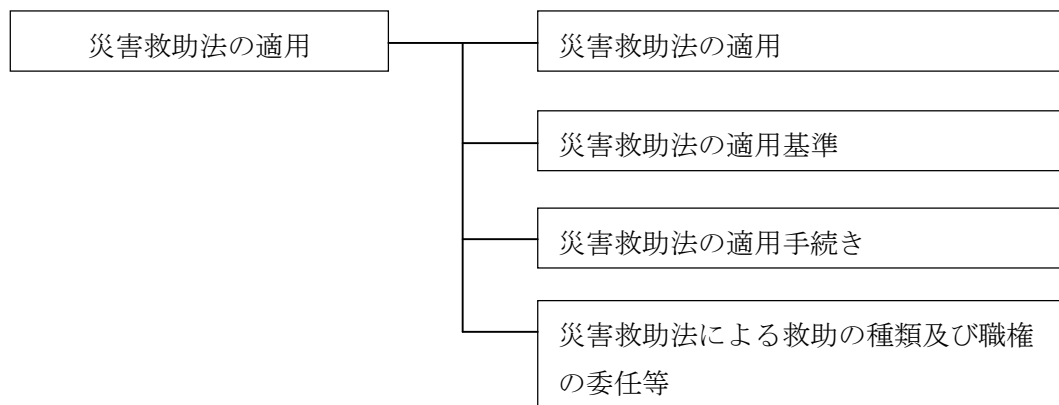 災害救助法の適用
災害救助法の適用
災害救助法の適用基準
災害救助法の適用手続き
災害救助法による救助の種類及び職権
の委任等